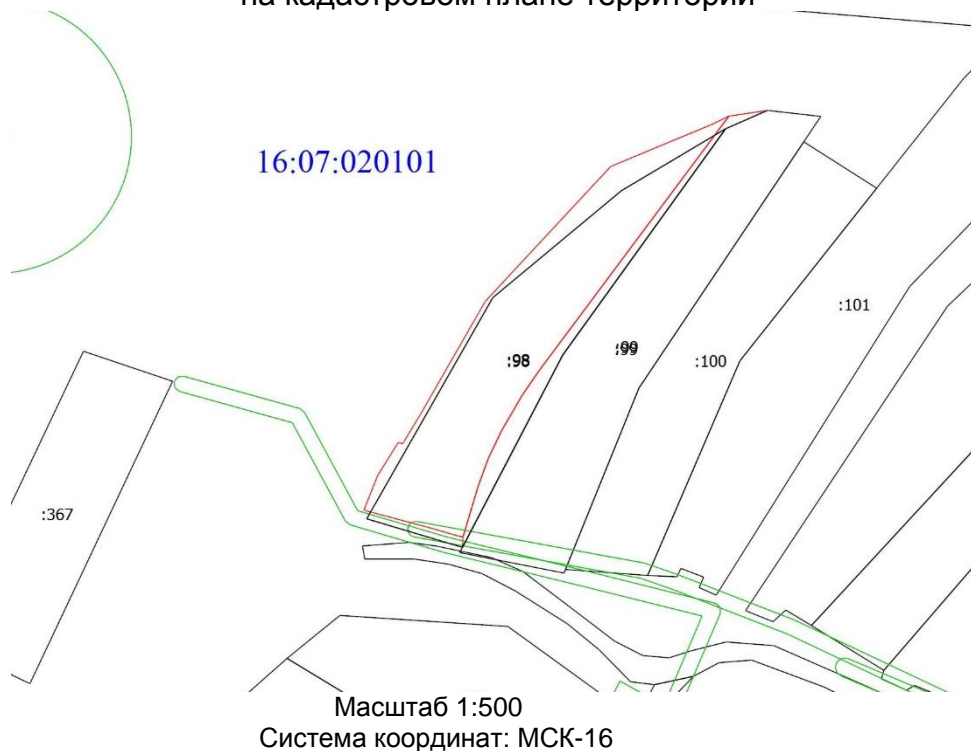 на кадастровом плане территории
16:07:020101
:101
:98
:99
:100
:367
Масштаб 1:500
Система координат: МСК-16